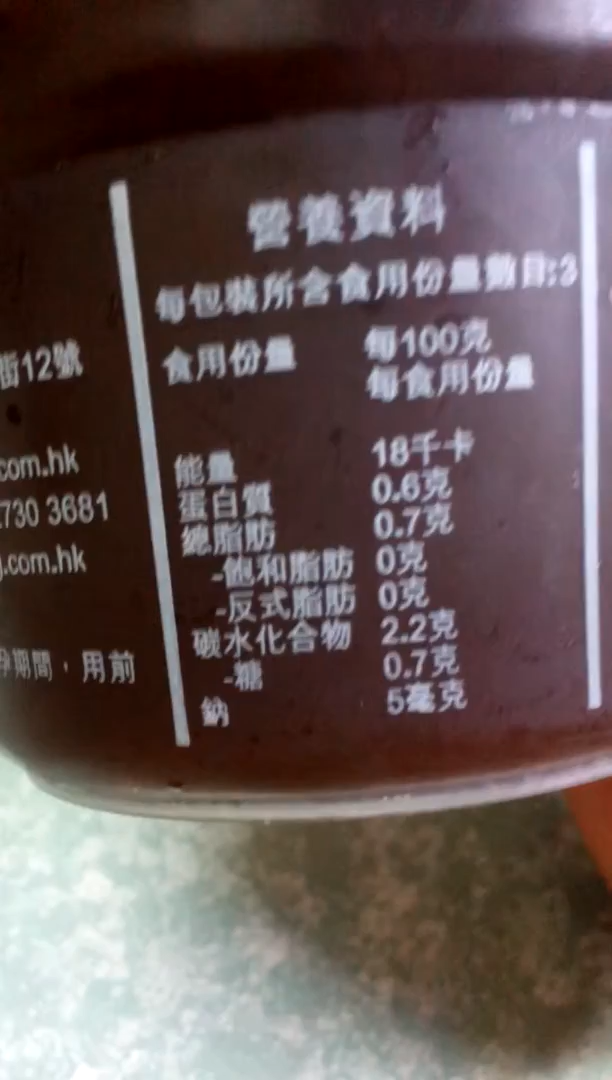 營養資料
每包裝所含食用份量數目:3
食用份量 每100克
每食用份量
能量 18千卡
蛋白質 0.6克
總脂肪 0.7克
-飽和脂肪 0克
-反式脂肪 0克
碳水化合物 2.2克
-糖 0.7克
鈉 5毫克
街12號
.com.hk
730 3681
.com.hk
孕期間，用前